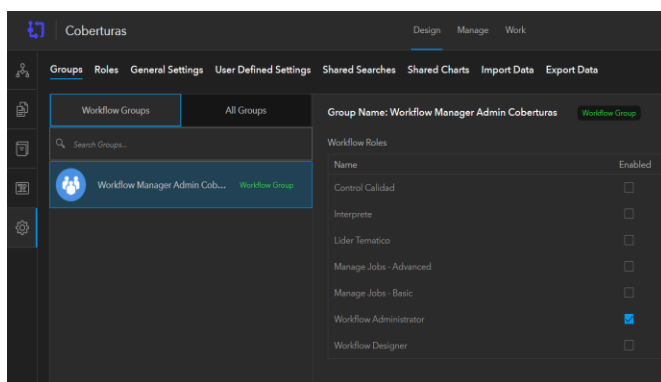 Coberturas
Design Manage Work
Groups Roles General Settings User Defined Settings Shared Searches Shared Charts Import Data Export Data
Workflow Groups All Groups
Search Groups...
Workflow Manager Admin Cob... Workflow Group
Group Name: Workflow Manager Admin Coberturas Workflow Group
Workflow Roles
Name Enabled
Control Calidad
Interprete
Lider Tematico
Manage Jobs - Advanced
Manage Jobs - Basic
Workflow Administrator
Workflow Designer